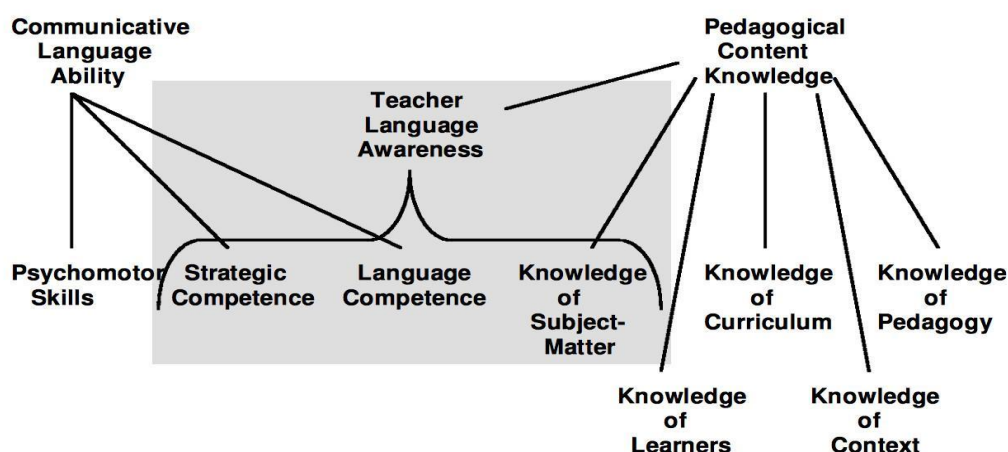 Communicative
Language
Ability
Pedagogical
Content
Knowledge
Teacher
Language
Awareness
Psychomotor
Skills
Strategic
Competence
Language
Competence
Knowledge
of
Subject-
Matter
Knowledge
of
Curriculum
Knowledge
of
Pedagogy
Knowledge
of
Learners
Knowledge
of
Context